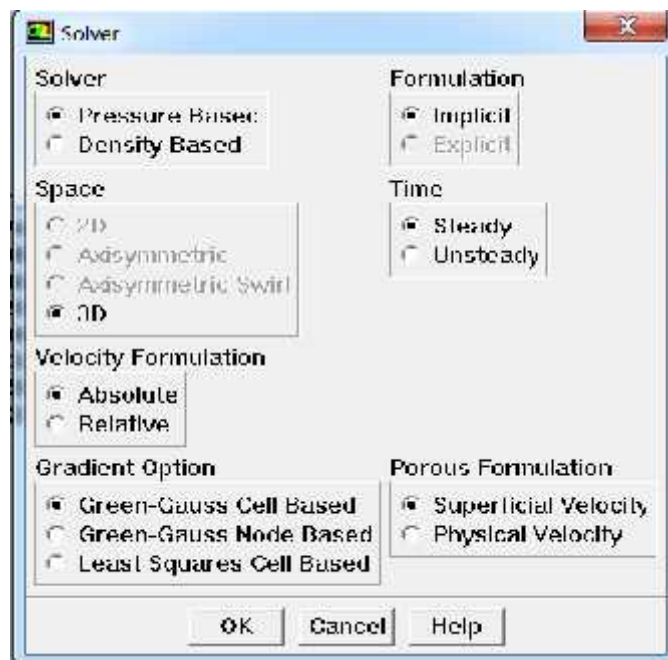 Solver
Solver
Formulation
Pressure Based
Implicit
Density Based
Explicit
Space
Time
2D
Steady
Axisymmetric
Unsteady
Axisymmetric Swirl
3D
Velocity Formulation
Absolute
Relative
Gradient Option
Porous Formulation
Green-Gauss Cell Based
Superficial Velocity
Green-Gauss Node Based
Physical Velocity
Least Squares Cell Based
OK
Cancel
Help